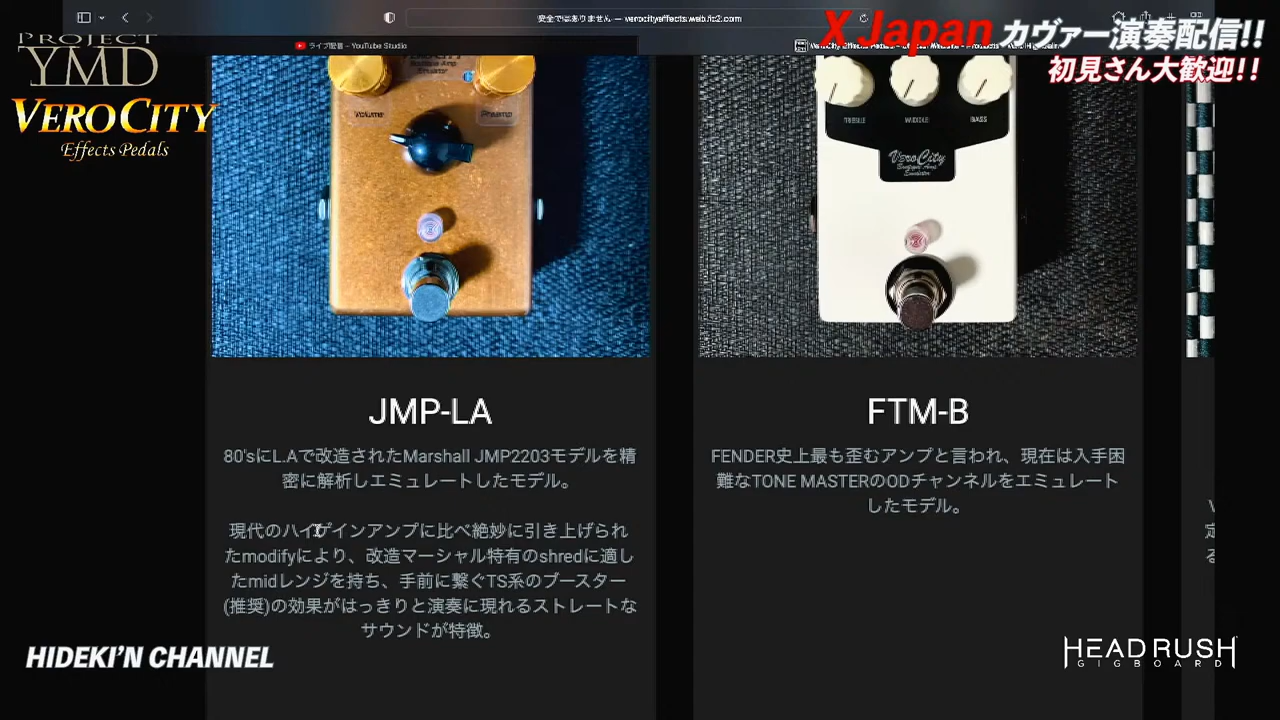 安全ではありません — verocityeffects.web.fc2.com
ライブ配信 - YouTube Studio
X Japan カヴァー演奏配信!!
初見さん大歓迎!!
PROJECT
YMD
VEROCITY
Effects Pedals
Boutique Amp
Emulator
Volume
Preamp
TREBLE
MIDDLE
BASS
VeroCity
Boutique Amp
Emulator
JMP-LA
80'sにL.Aで改造されたMarshall JMP2203モデルを精
密に解析しエミュレートしたモデル。
現代のハイゲインアンプに比べ絶妙に引き上げられ
たmodifyにより、改造マーシャル特有のshredに適し
たmidレンジを持ち、手前に繋ぐTS系のブースター
(推奨)の効果がはっきりと演奏に現れるストレートな
サウンドが特徴。
FTM-B
FENDER史上最も歪むアンプと言われ、現在は入手困
難なTONE MASTERのODチャンネルをエミュレート
したモデル。
HIDEKI'N CHANNEL
HEADRUSH
GIGBOARD